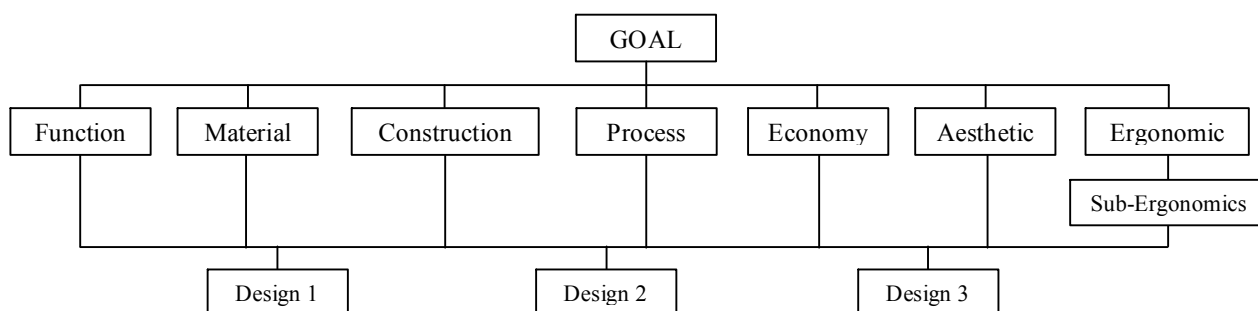 GOAL
Function Material Construction Process Economy Aesthetic Ergonomic
Sub-Ergonomics
Design 1 Design 2 Design 3